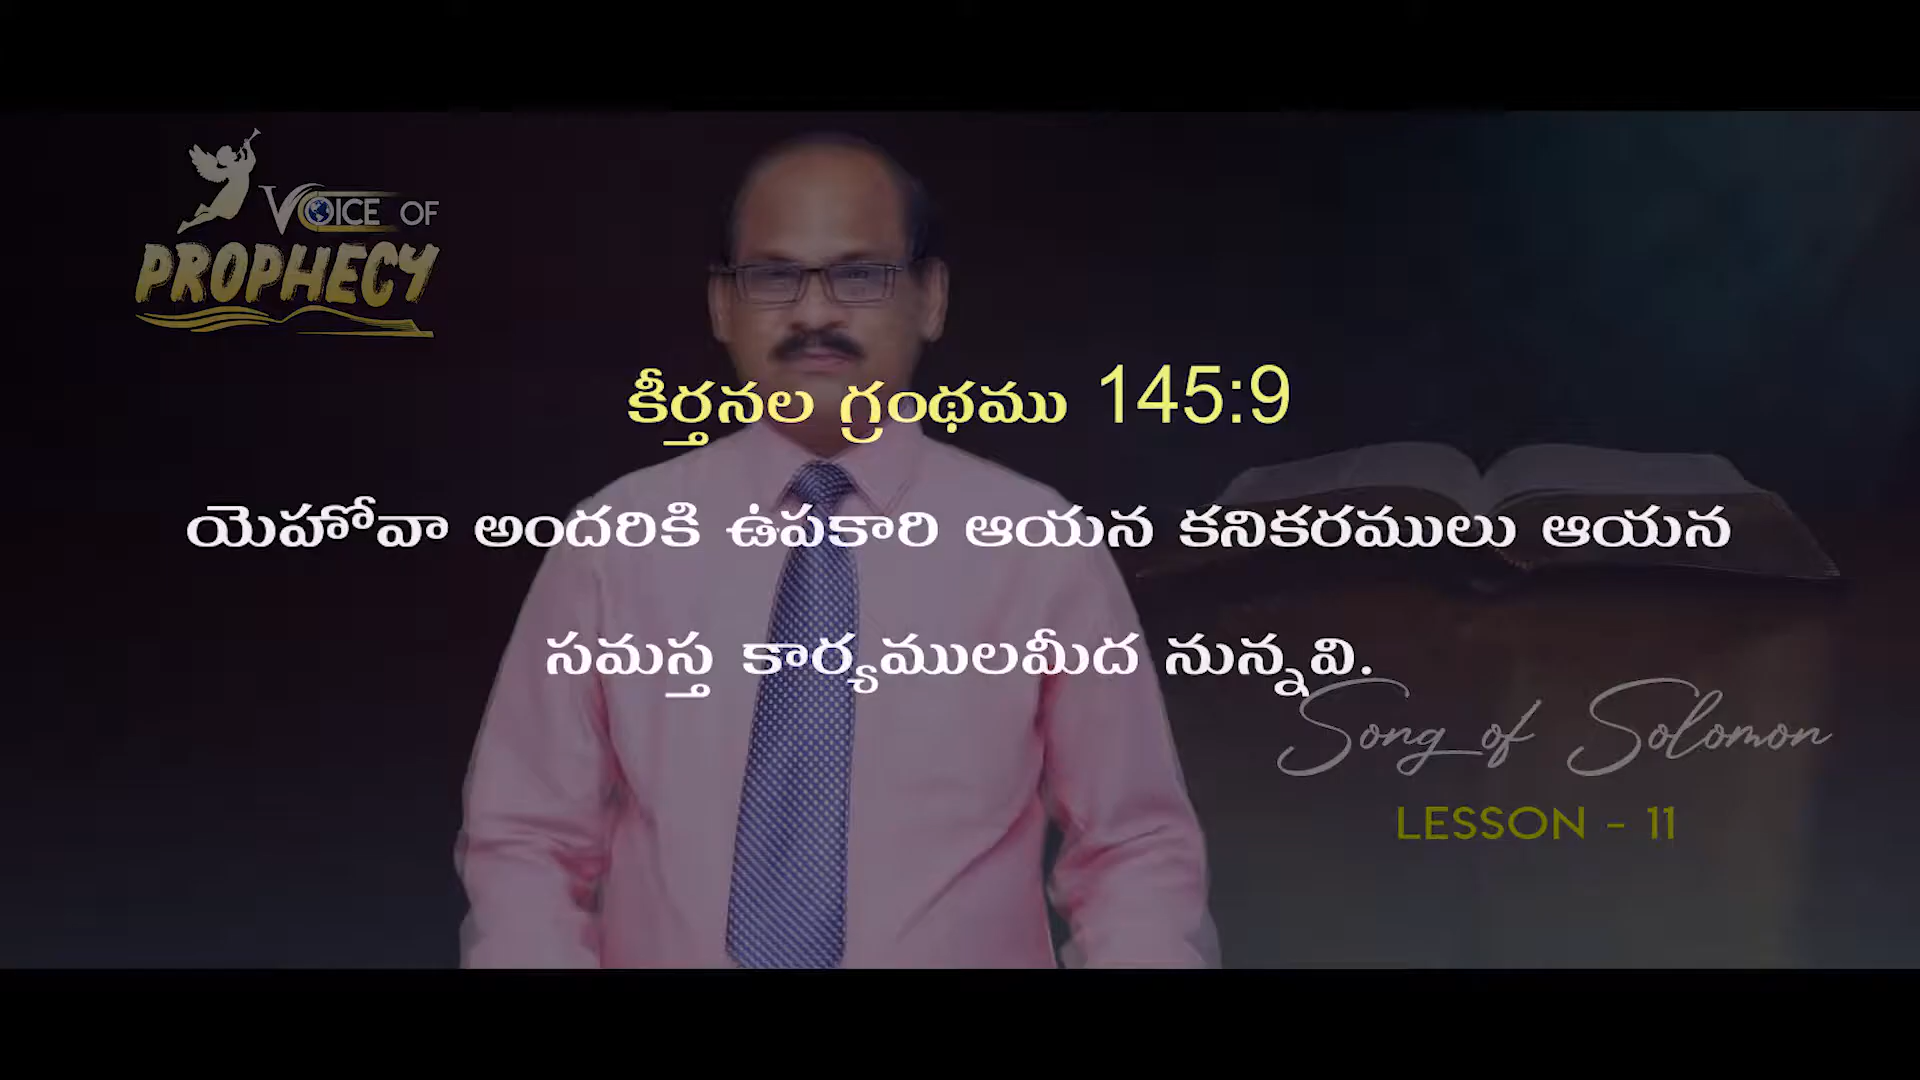 VOICE OF
PROPHECY
కీర్తనల గ్రంథము 145:9
యెహోవా అందరికి ఉపకారి ఆయన కనికరములు ఆయన
సమస్త కార్యములమీద నున్నవి.
Song of Solomon
LESSON - 11